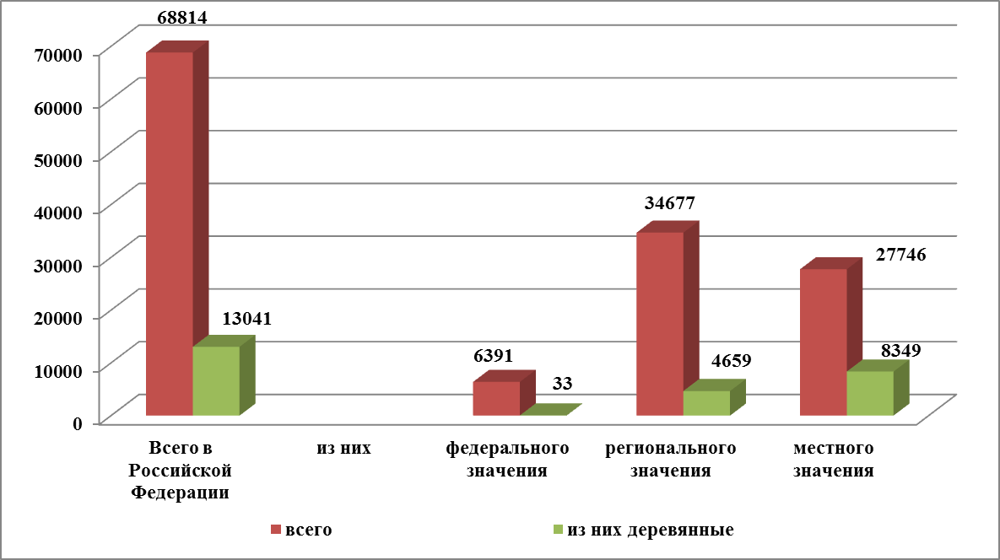 68814
70000
60000
50000
40000
30000
20000
10000
0
13041
6391
33
34677
4659
27746
8349
Всего в
Российской
Федерации
из них
федерального
значения
регионального
значения
местного
значения
всего
из них деревянные